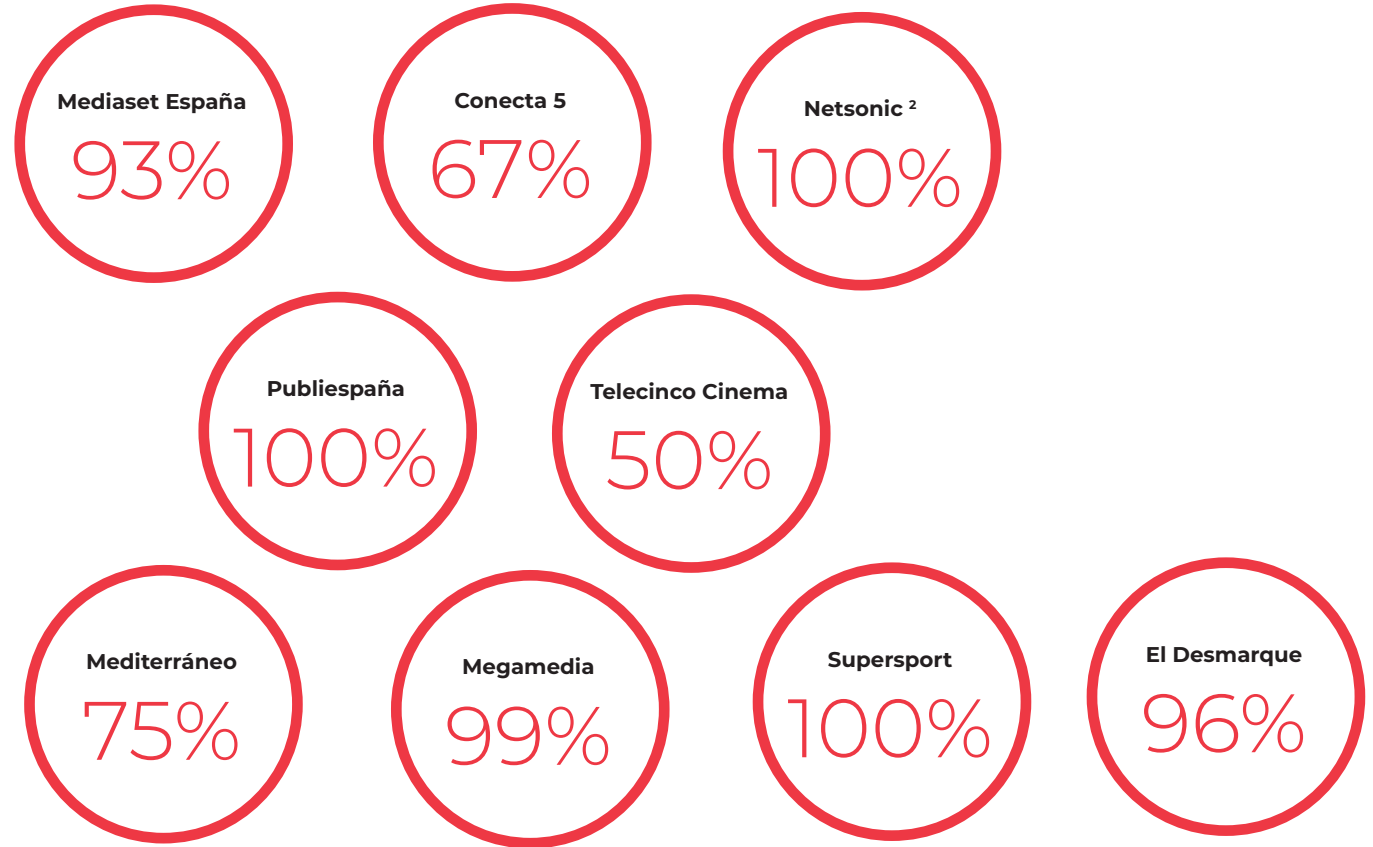 Mediaset España
93%
Conecta 5
67%
Netsonic ²
100%
Publiespaña
100%
Telecinco Cinema
50%
Mediterráneo
75%
Megamedia
99%
Supersport
100%
El Desmarque
96%